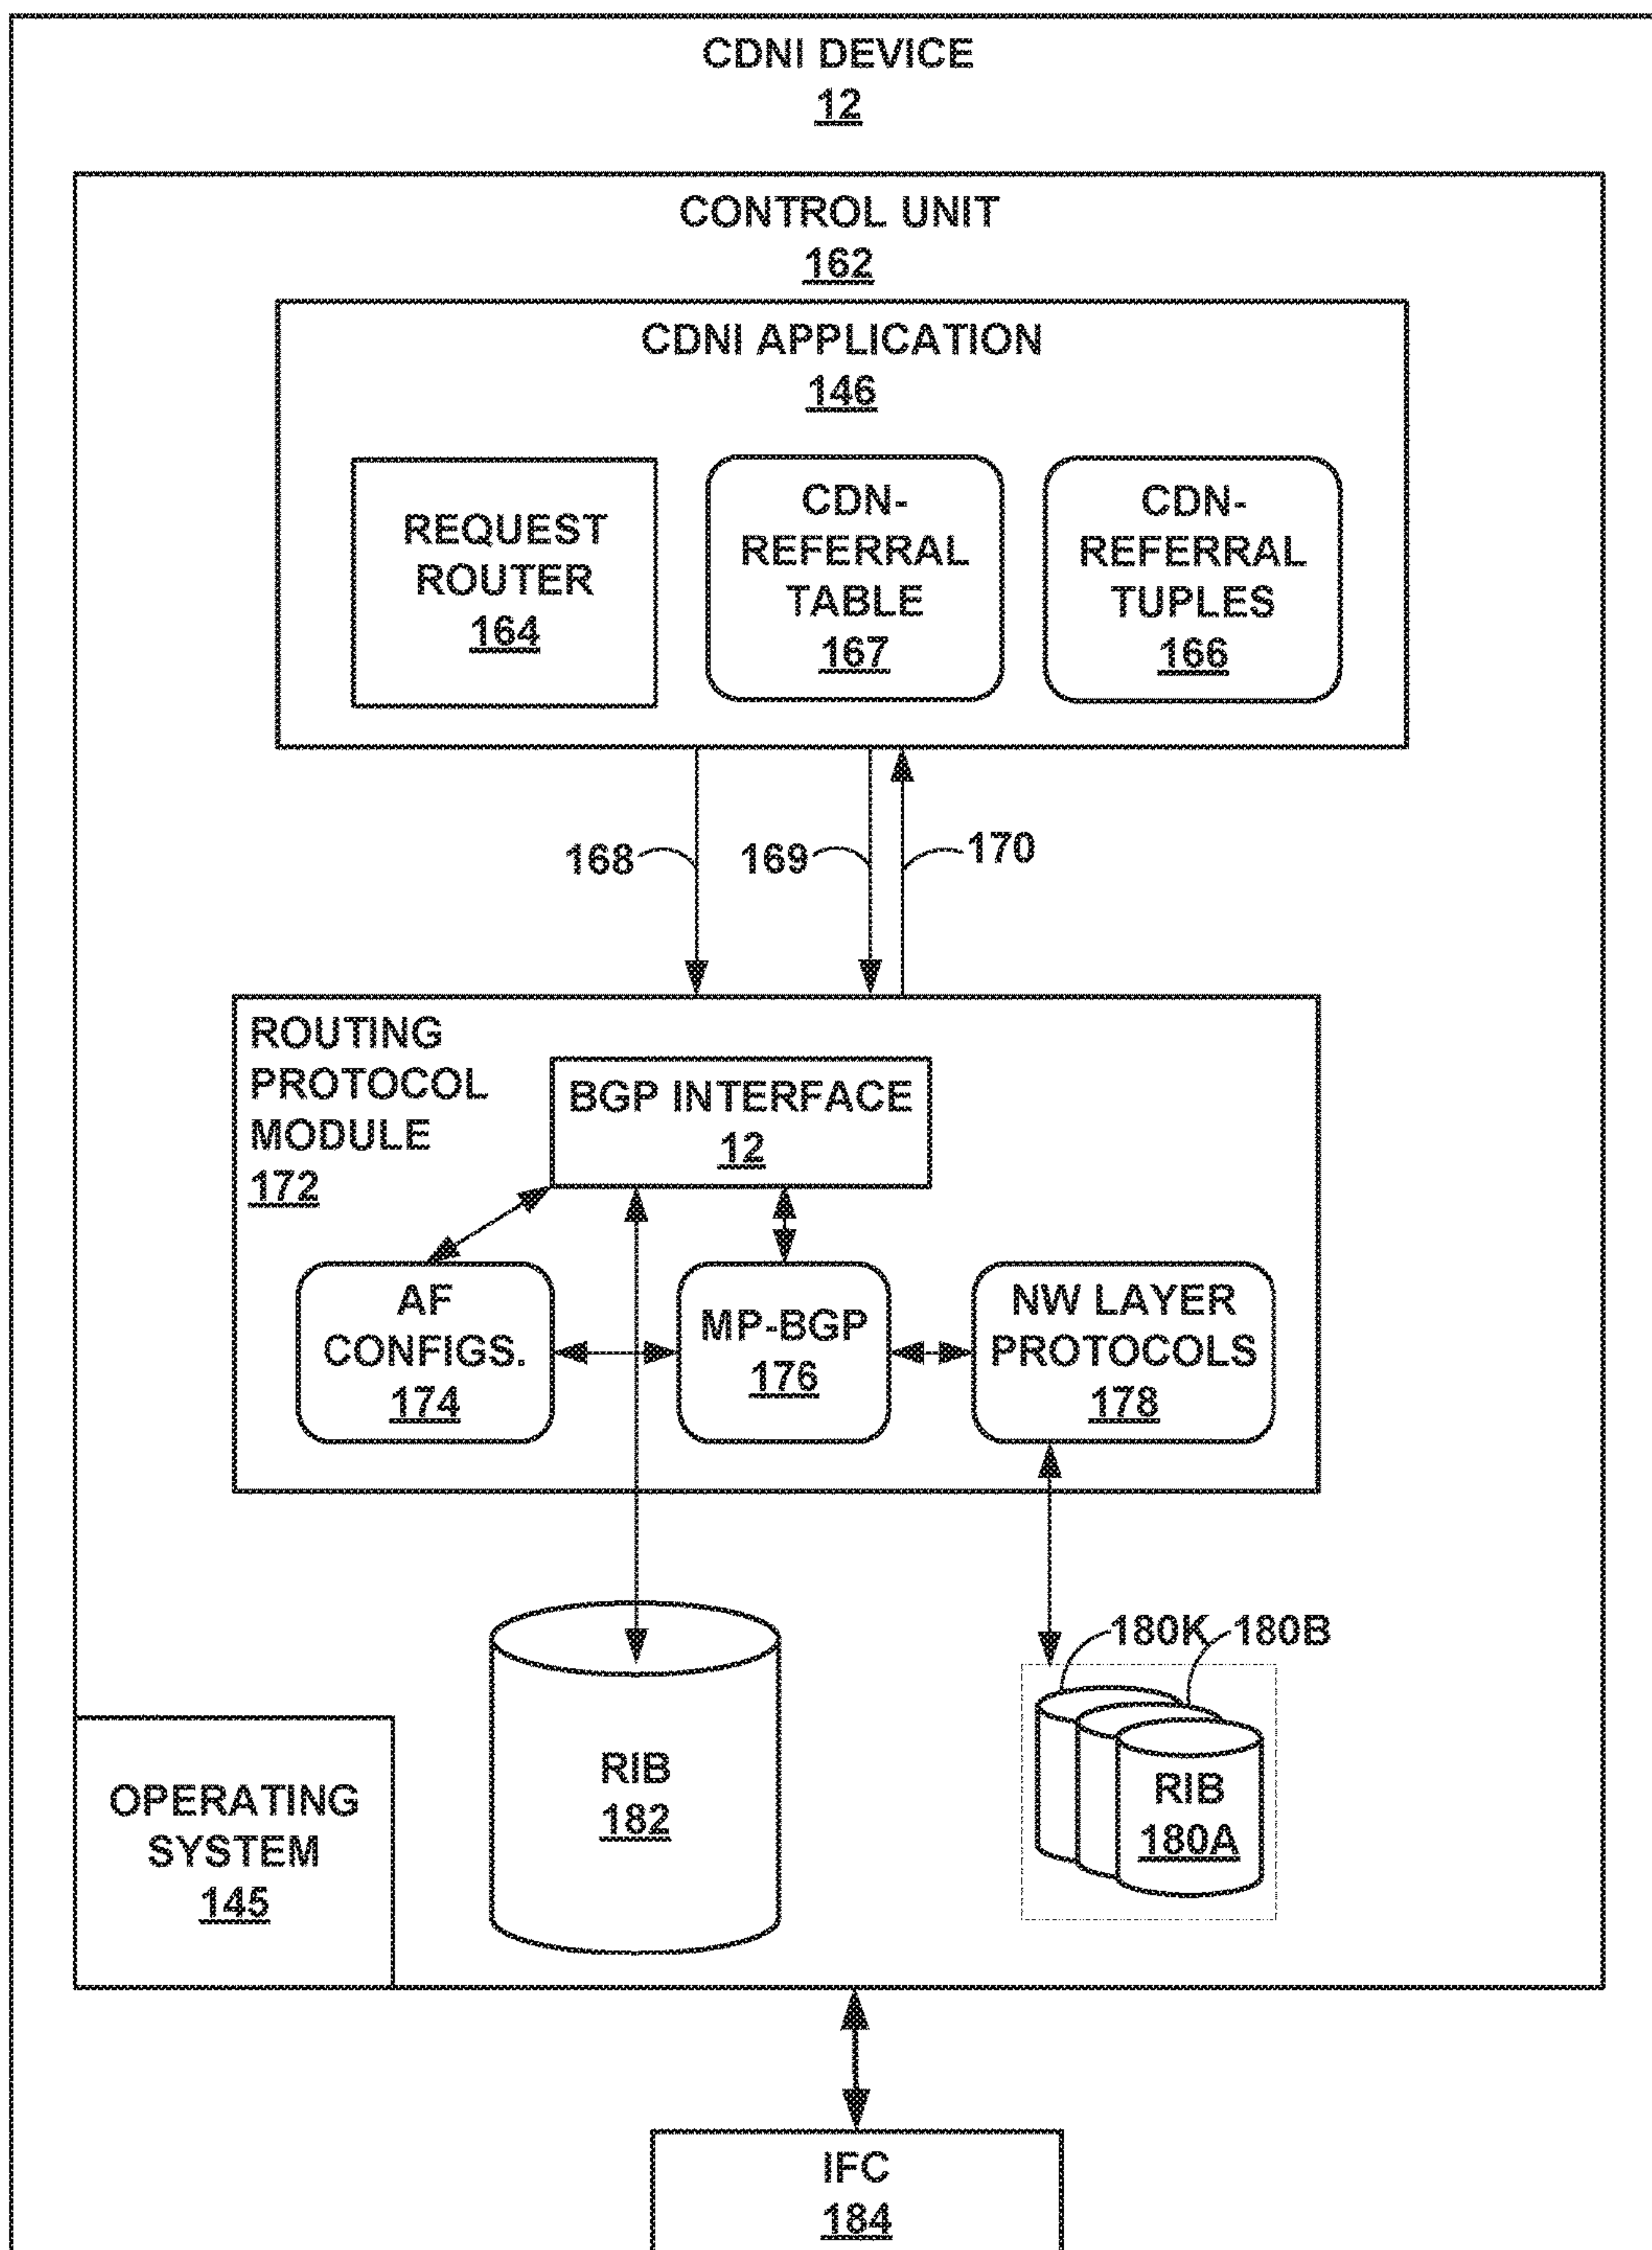 CDNI DEVICE
12
CONTROL UNIT
162
CDNI APPLICATION
146
REQUEST
ROUTER
164
CDN-
REFERRAL
TABLE
167
CDN-
REFERRAL
TUPLES
166
168
169
170
ROUTING
PROTOCOL
MODULE
172
BGP INTERFACE
12
AF
CONFIGS.
174
MP-BGP
176
NW LAYER
PROTOCOLS
178
180K
180B
RIB
182
RIB
180A
OPERATING
SYSTEM
145
IFC
184